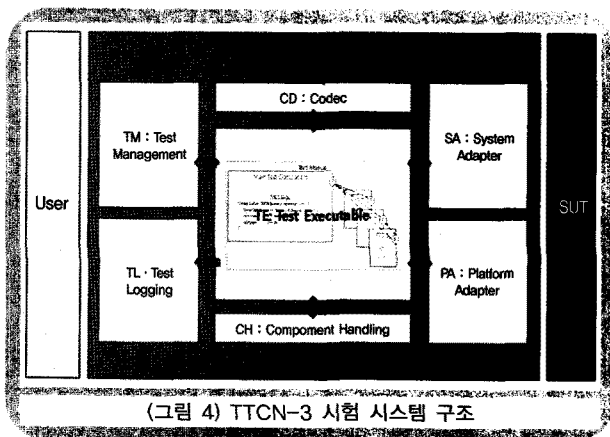 User
TM : Test
Management
TL · Test
Logging
CD : Codec
TE Test Executable
CH : Compoment Handling
SA : System
Adapter
PA : Platform
Adapter
SUT
(그림 4) TTCN-3 시험 시스템 구조